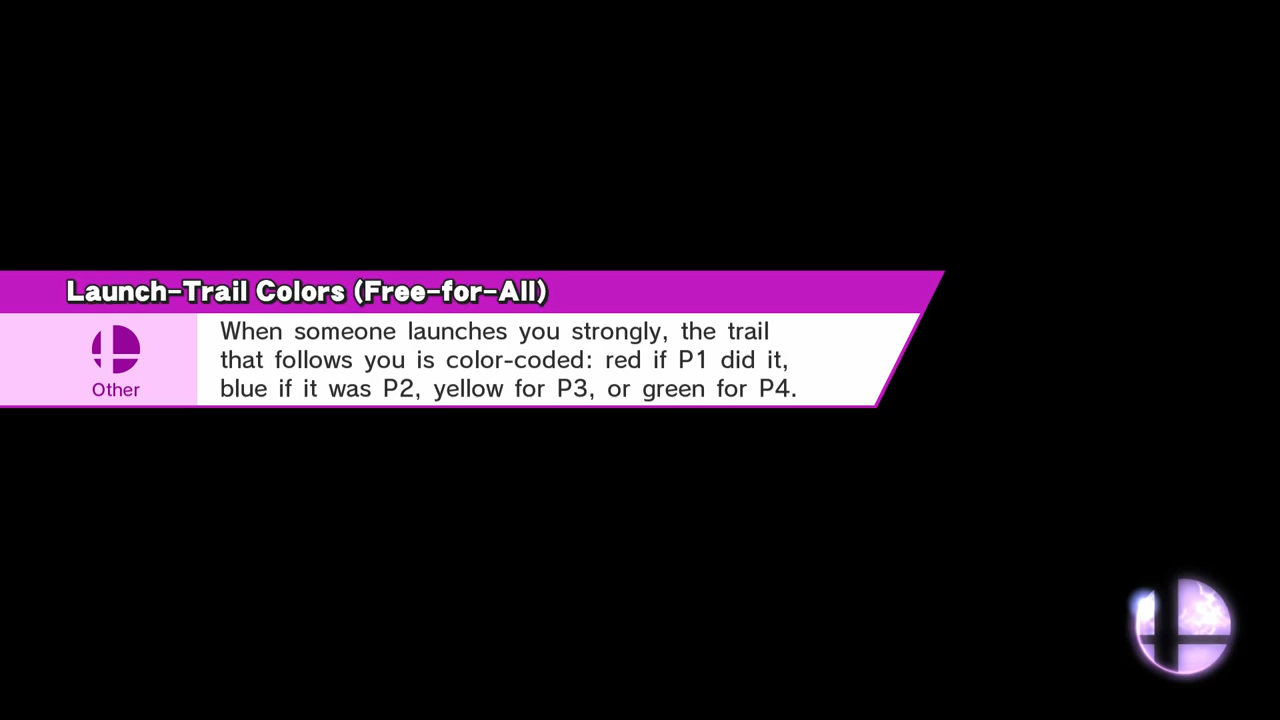 Launch-Trail Colors (Free-for-All)
Other
When someone launches you strongly, the trail
that follows you is color-coded: red if P1 did it,
blue if it was P2, yellow for P3, or green for P4.